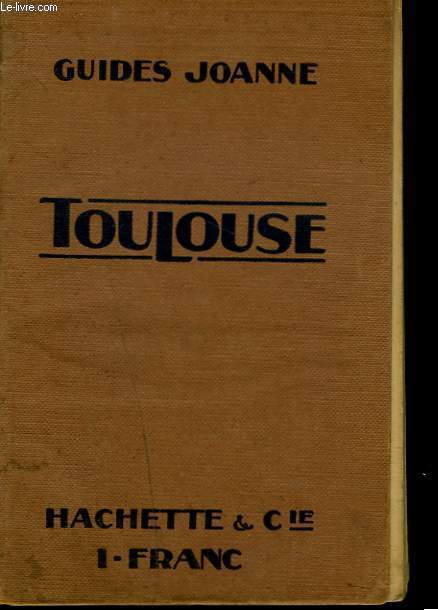 Le-livre.com
GUIDES JOANNE
TOULOUSE
HACHETTE & CIE
1-FRANC